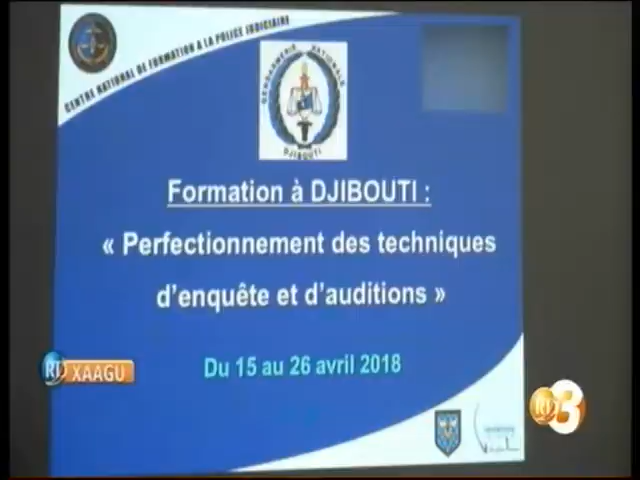 CENTRE NATIONAL DE FORMATION A LA POLICE JUDICIAIRE
GENDARMERIE NATIONALE
DJIBOUTI
Formation à DJIBOUTI :
« Perfectionnement des techniques
d'enquête et d'auditions »
Du 15 au 26 avril 2018
XAAGU
3